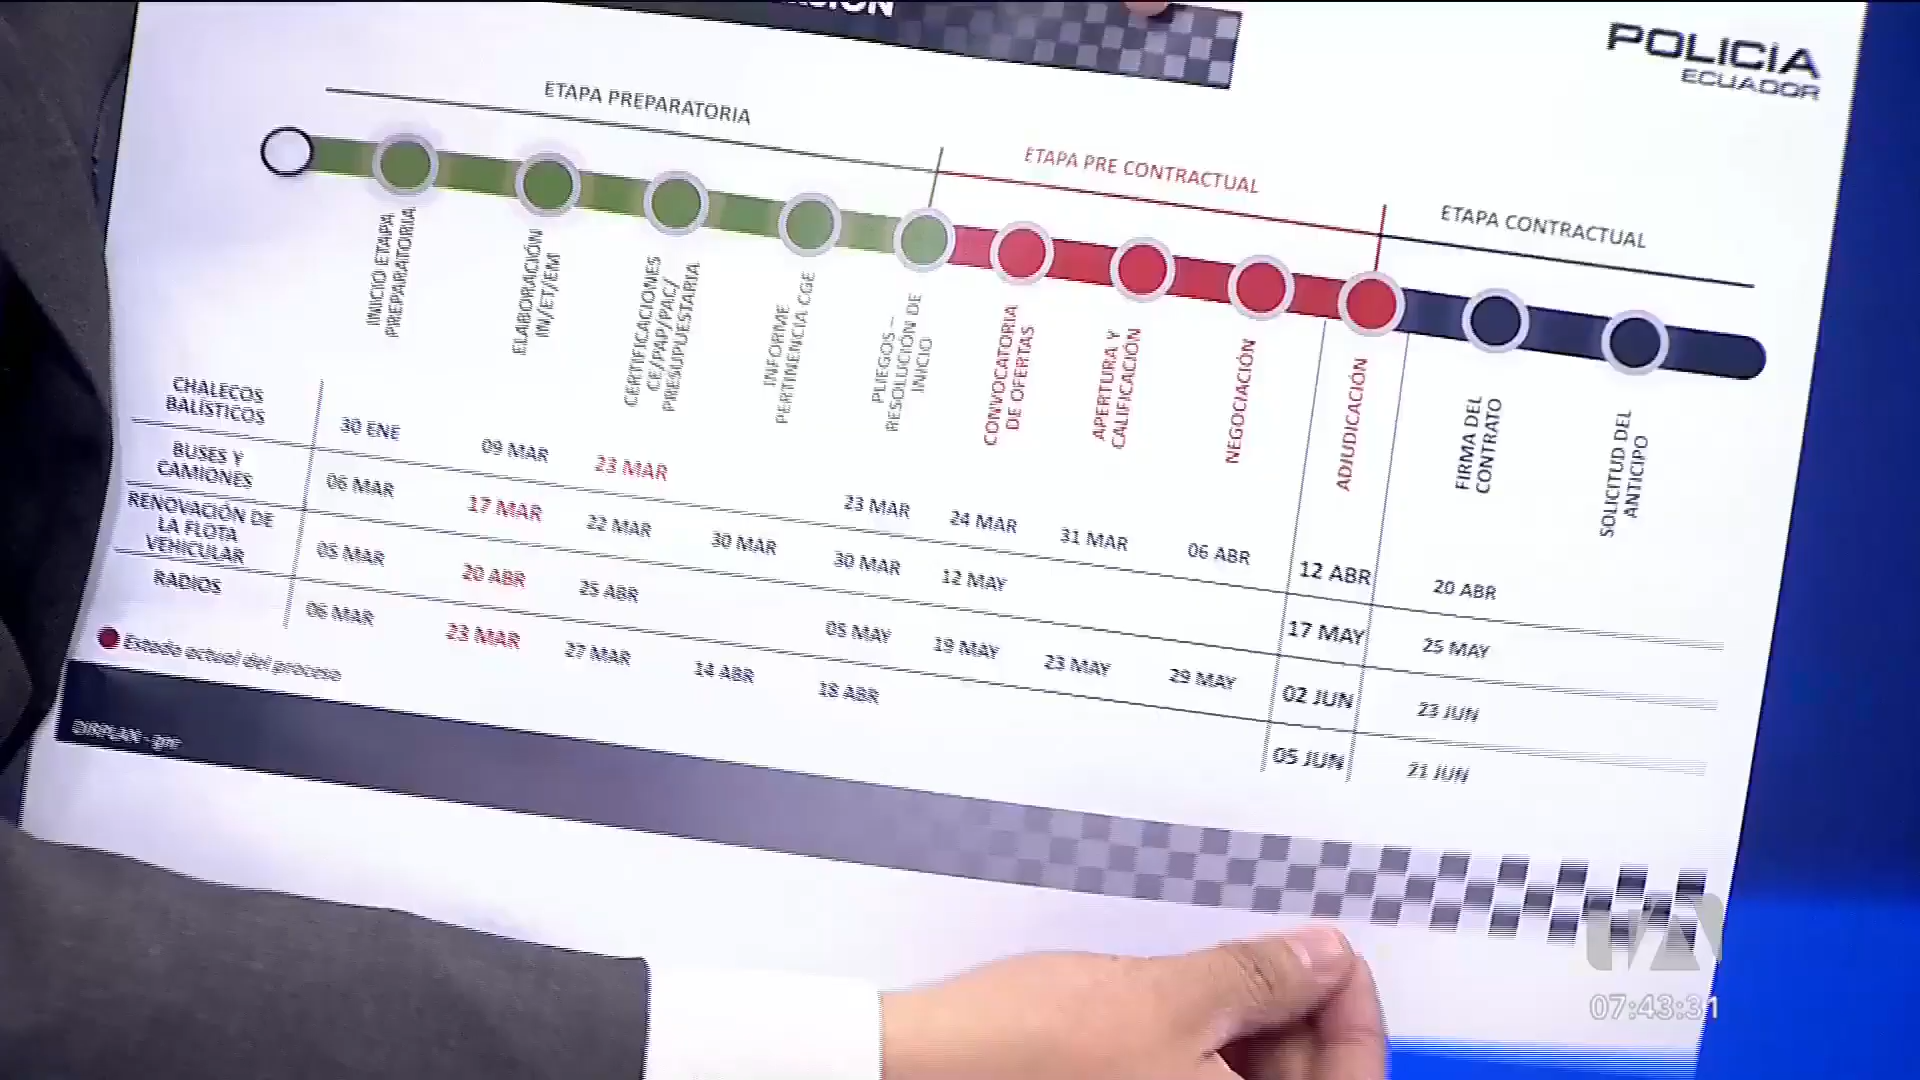 POLICIA
ECUADOR
ETAPA PREPARATORIA
ETAPA PRE CONTRACTUAL
ETAPA CONTRACTUAL
INICIO ETAPA
PREPARATORIA
ELABORACIÓN
IN/ET/EM
CERTIFICACIONES
CE/PAP/PAC/
PRESUPUESTARIA
INFORME
PERTINENCIA CGE
PLIEGOS –
RESOLUCIÓN DE
INICIO
CONVOCATORIA
DE OFERTAS
APERTURA Y
CALIFICACIÓN
NEGOCIACIÓN
ADJUDICACIÓN
FIRMA DEL
CONTRATO
SOLICITUD DEL
ANTICIPO
CHALECOS
BALÍSTICOS
30 ENE 09 MAR 23 MAR 23 MAR 24 MAR 31 MAR 06 ABR 12 ABR 20 ABR
BUSES Y
CAMIONES
06 MAR 17 MAR 22 MAR 30 MAR 30 MAR 12 MAY 17 MAY 25 MAY
RENOVACIÓN DE
LA FLOTA
VEHICULAR
05 MAR 20 ABR 25 ABR 05 MAY 19 MAY 23 MAY 29 MAY 02 JUN 23 JUN
RADIOS
06 MAR 23 MAR 27 MAR 14 ABR 18 ABR 05 JUN 21 JUN
Estado actual del proceso
DIRPLAN -
07:43:31